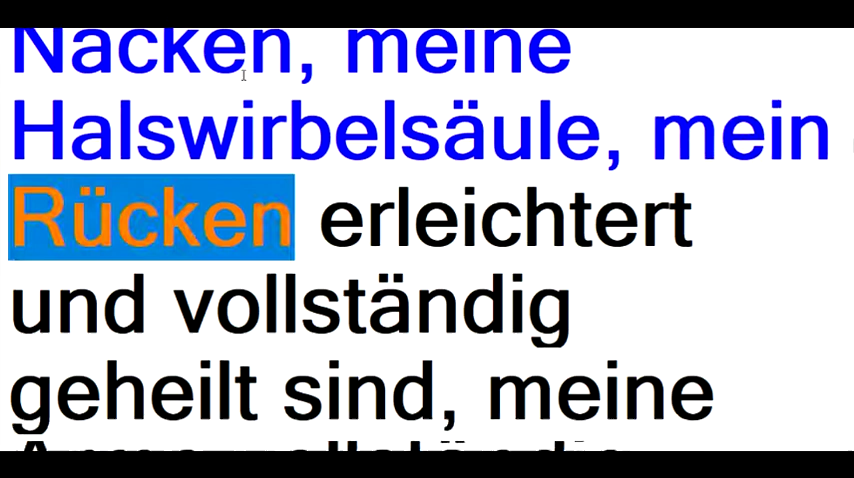 Nacken, meine
Halswirbelsäule, mein
Rücken erleichtert
und vollständig
geheilt sind, meine